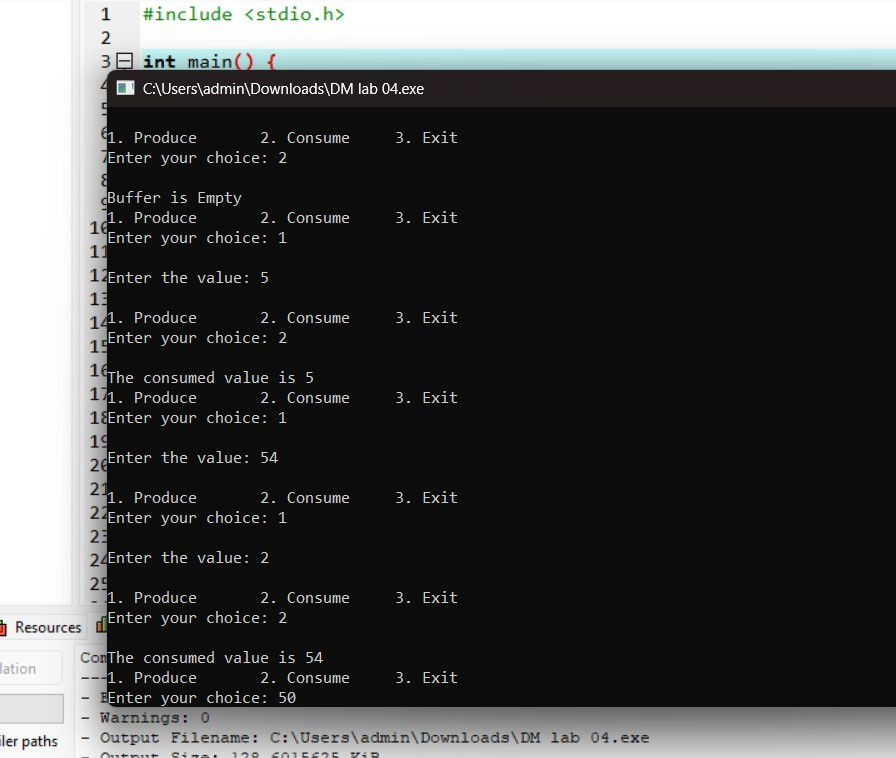 1 #include <stdio.h>
2
3 int main() {
C:\Users\admin\Downloads\DM lab 04.exe
1. Produce 2. Consume 3. Exit
Enter your choice: 2
Buffer is Empty
1. Produce 2. Consume 3. Exit
Enter your choice: 1
Enter the value: 5
1. Produce 2. Consume 3. Exit
Enter your choice: 2
The consumed value is 5
1. Produce 2. Consume 3. Exit
Enter your choice: 1
Enter the value: 54
1. Produce 2. Consume 3. Exit
Enter your choice: 1
Enter the value: 2
1. Produce 2. Consume 3. Exit
Enter your choice: 2
The consumed value is 54
1. Produce 2. Consume 3. Exit
Enter your choice: 50
Resources
- Warnings: 0
- Output Filename: C:\Users\admin\Downloads\DM lab 04.exe
- Output Size: 128.6015625 KiB
paths